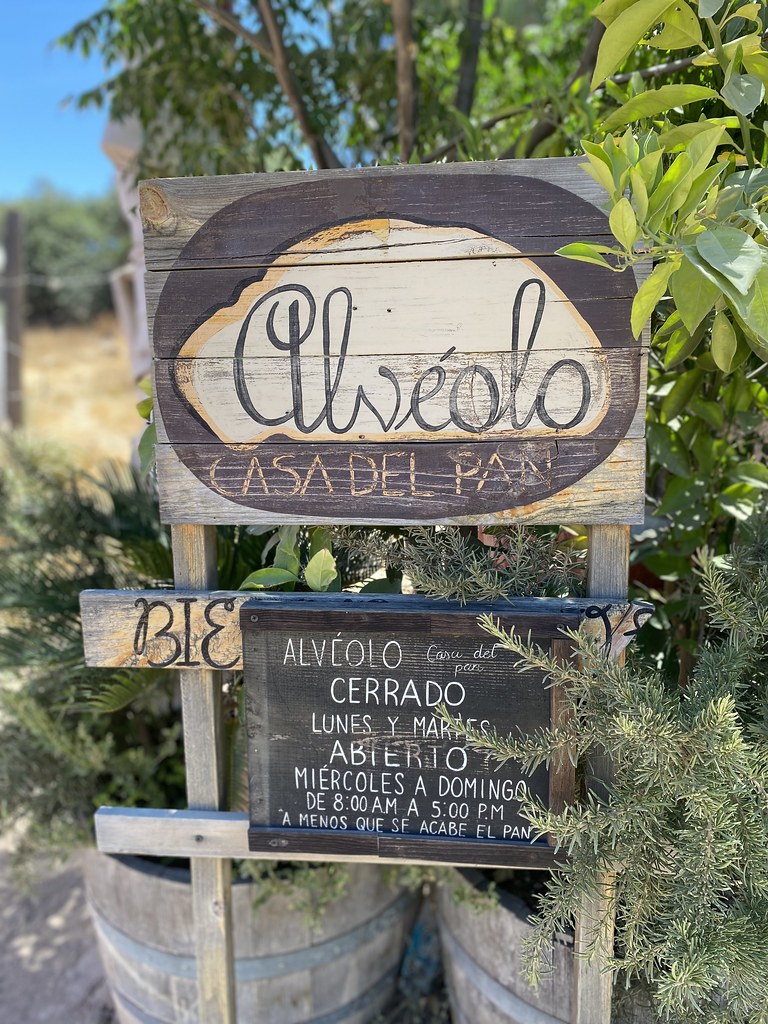 Alvéolo
CASA DEL PAN
BIE
ALVÉOLO Casa del pan
CERRADO
LUNES Y MARTES
ABIERTO
MIÉRCOLES A DOMINGO
DE 8:00 AM A 5:00 P.M
A MENOS QUE SE ACABE EL PAN